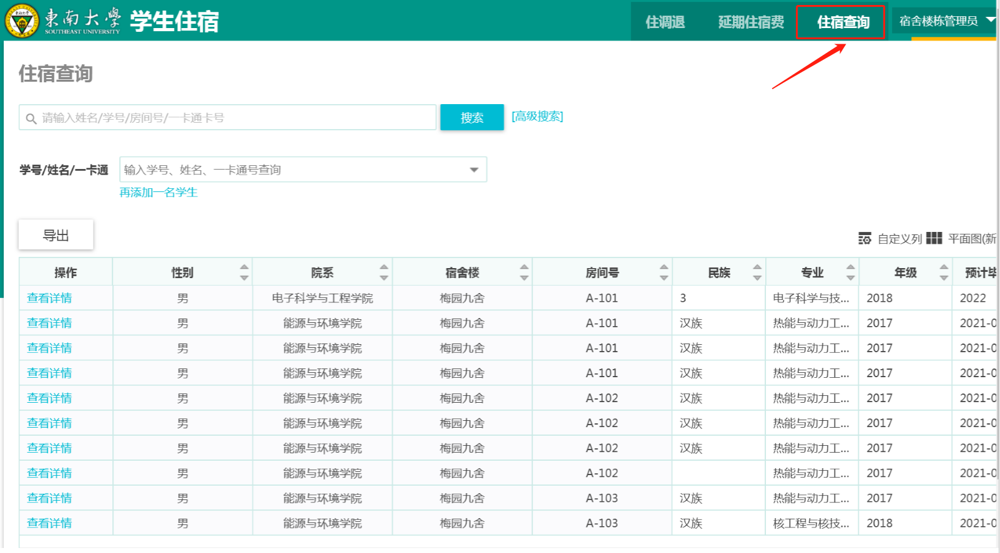 東南大學 学生住宿 住调退 延期住宿费 住宿查询 宿舍楼栋管理员
SOUTHEAST UNIVERSITY
住宿查询
请输入姓名/学号/房间号/一卡通卡号 搜索 [高级搜索]
学号/姓名/一卡通 输入学号、姓名、一卡通号查询
再添加一名学生
导出 自定义列 平面图(新
操作 性别 院系 宿舍楼 房间号 民族 专业 年级 预计毕
查看详情 男 电子科学与工程学院 梅园九舍 A-101 3 电子科学与技... 2018 2022
查看详情 男 能源与环境学院 梅园九舍 A-101 汉族 热能与动力工... 2017 2021-0
查看详情 男 能源与环境学院 梅园九舍 A-101 汉族 热能与动力工... 2017 2021-0
查看详情 男 能源与环境学院 梅园九舍 A-101 汉族 热能与动力工... 2017 2021-0
查看详情 男 能源与环境学院 梅园九舍 A-102 汉族 热能与动力工... 2017 2021-0
查看详情 男 能源与环境学院 梅园九舍 A-102 汉族 热能与动力工... 2017 2021-0
查看详情 男 能源与环境学院 梅园九舍 A-102 汉族 热能与动力工... 2017 2021-0
查看详情 男 能源与环境学院 梅园九舍 A-102 热能与动力工... 2017 2021-0
查看详情 男 能源与环境学院 梅园九舍 A-103 汉族 热能与动力工... 2017 2021-0
查看详情 男 能源与环境学院 梅园九舍 A-103 汉族 核工程与核技... 2018 2021-0